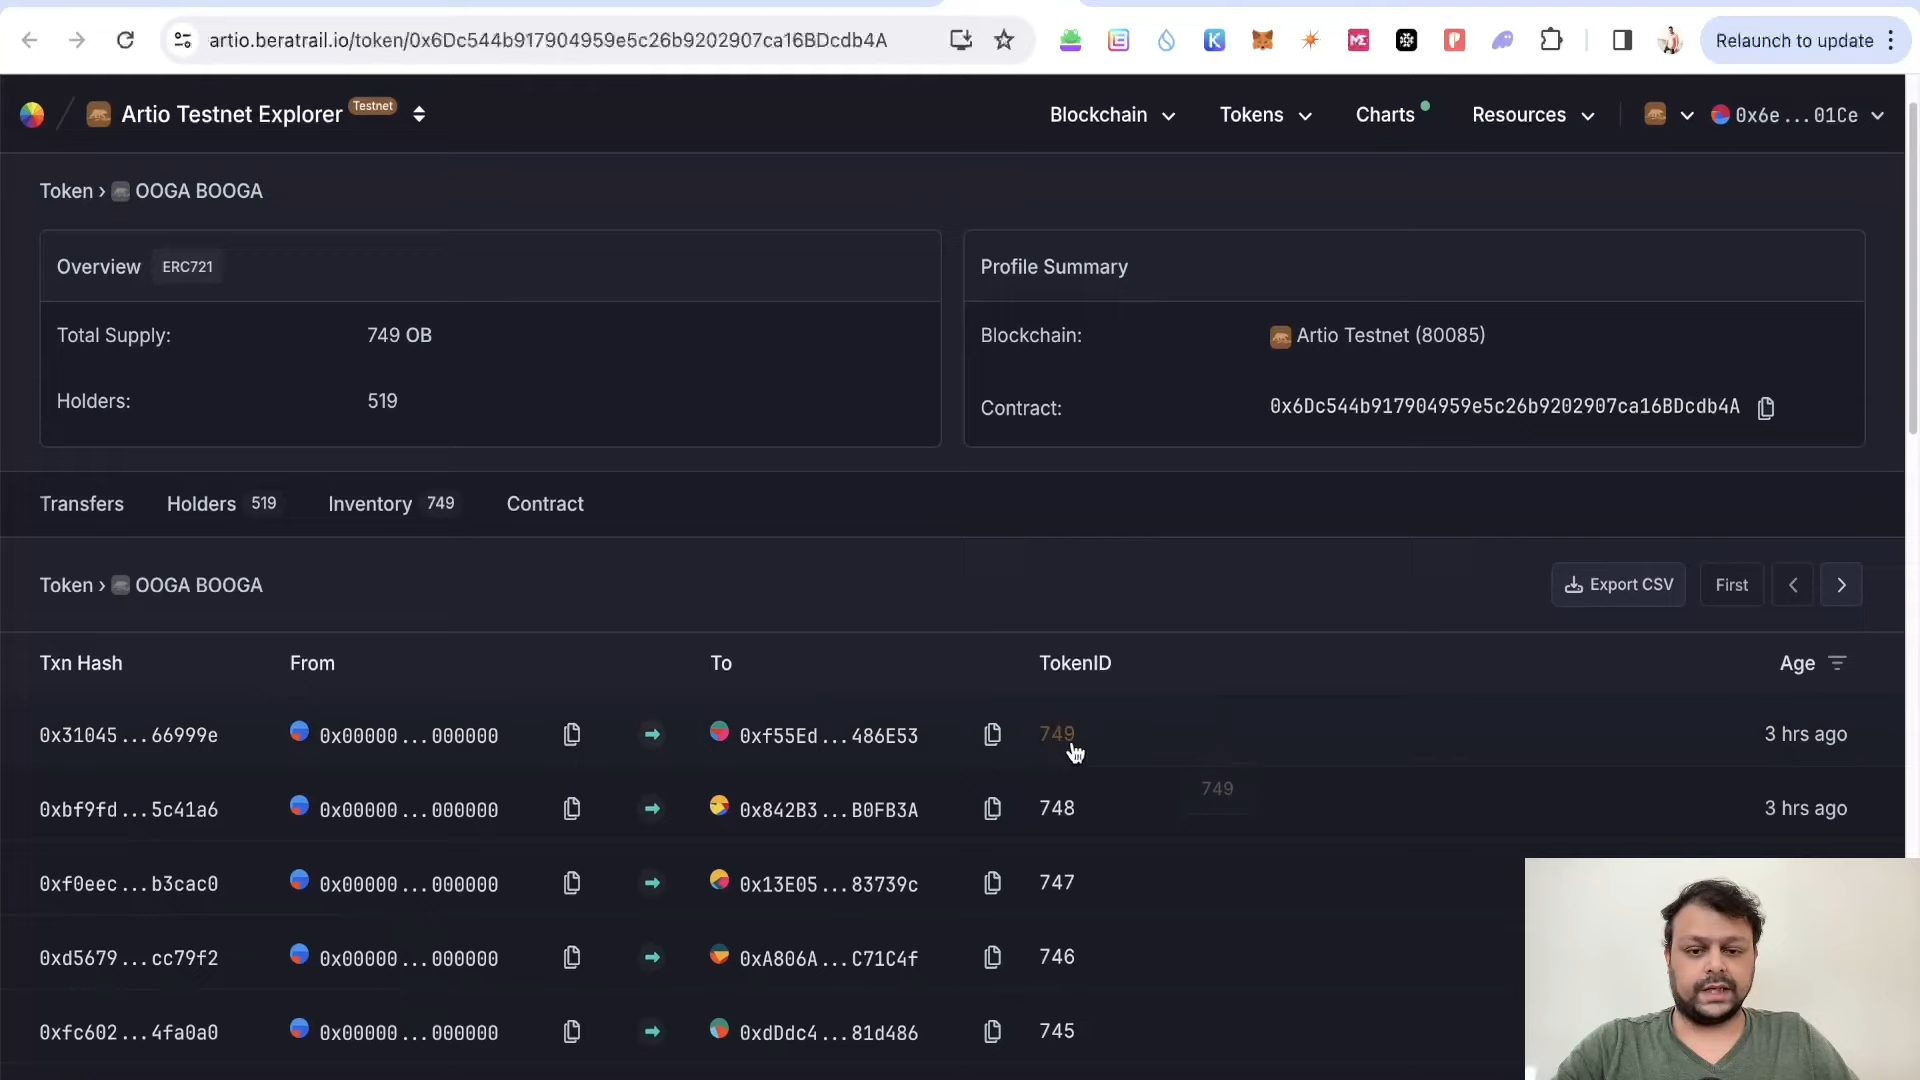 artio.beratrail.io/token/0x6Dc544b917904959e5c26b9202907ca16BDcdb4A
Relaunch to update
Artio Testnet Explorer Testnet
Blockchain
Tokens
Charts
Resources
0x6e...01Ce
Token › OOGA BOOGA
Overview ERC721
Total Supply: 749 OB
Holders: 519
Profile Summary
Blockchain: Artio Testnet (80085)
Contract: 0x6Dc544b917904959e5c26b9202907ca16BDcdb4A
Transfers Holders 519 Inventory 749 Contract
Token › OOGA BOOGA
Export CSV First
Txn Hash From To TokenID Age
0x31045...66999e 0x00000...000000 0xf55Ed...486E53 749 3 hrs ago
749
0xbf9fd...5c41a6 0x00000...000000 0x842B3...B0FB3A 748 3 hrs ago
0xf0eec...b3cac0 0x00000...000000 0x13E05...83739c 747
0xd5679...cc79f2 0x00000...000000 0xA806A...C71C4f 746
0xfc602...4fa0a0 0x00000...000000 0xdDdc4...81d486 745